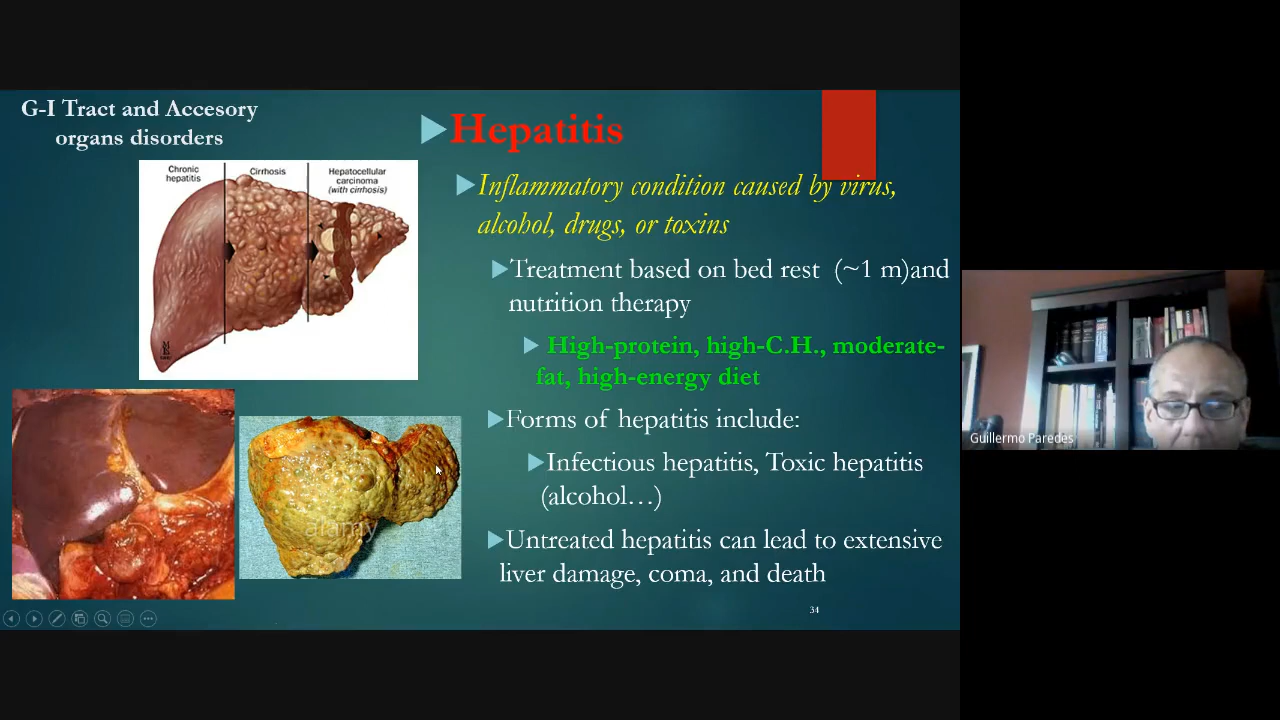 G-I Tract and Accesory
organs disorders
Chronic
hepatitis
Cirrhosis
Hepatocellular
carcinoma
(with cirrhosis)
alamy
Hepatitis
Inflammatory condition caused by virus,
alcohol, drugs, or toxins
Treatment based on bed rest (~1 m)and
nutrition therapy
High-protein, high-C.H., moderate-
fat, high-energy diet
Forms of hepatitis include:
Infectious hepatitis, Toxic hepatitis
(alcohol…)
Untreated hepatitis can lead to extensive
liver damage, coma, and death
34
Guillermo Paredes